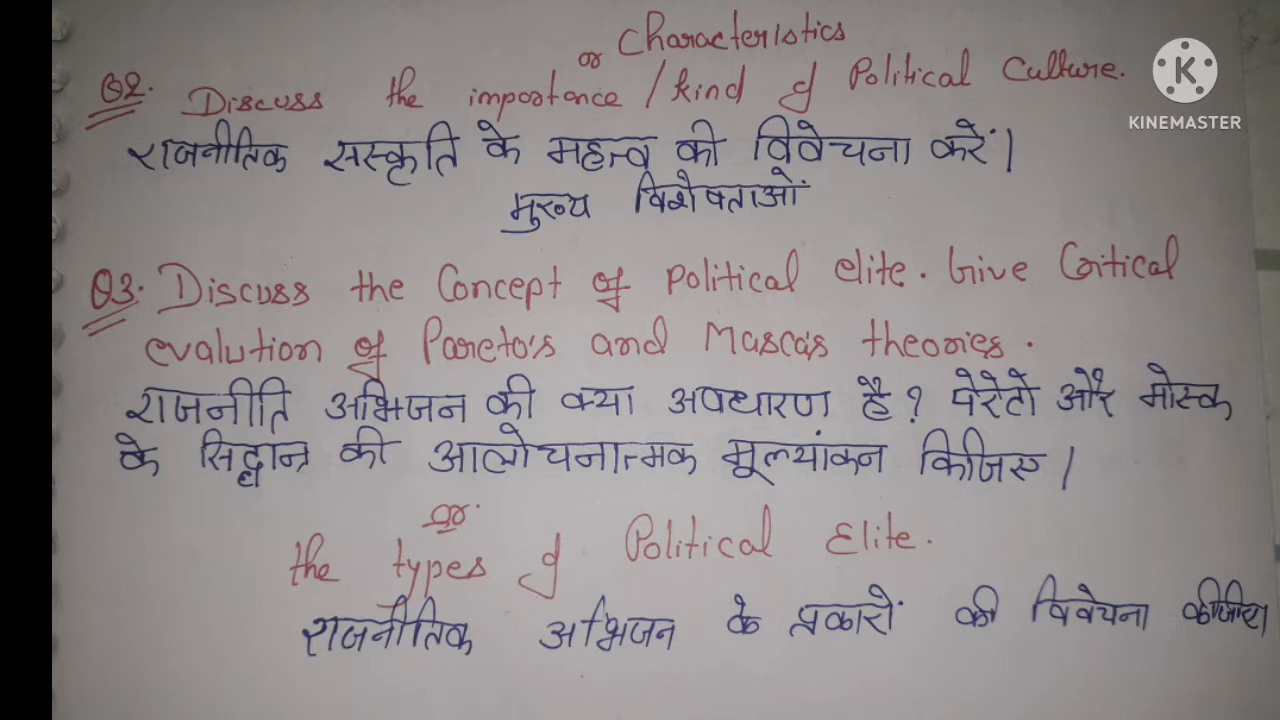 or Characteristics
Q2. Discuss the importance / kind of Political Culture.
KINEMASTER
राजनीतिक संस्कृति के महत्व की विवेचना करें।
मुख्य विशेषताओं
Q3. Discuss the Concept of Political elite. Give Critical
evalution of Pareto's and Mosca's theories.
राजनीति अभिजन की क्या अवधारण है? पेरेटो और मोस्क
के सिद्धान्त की आलोचनात्मक मूल्यांकन किजिए।
or.
the types of Political Elite.
राजनीतिक अभिजन के प्रकारों की विवेचना कीजीए।